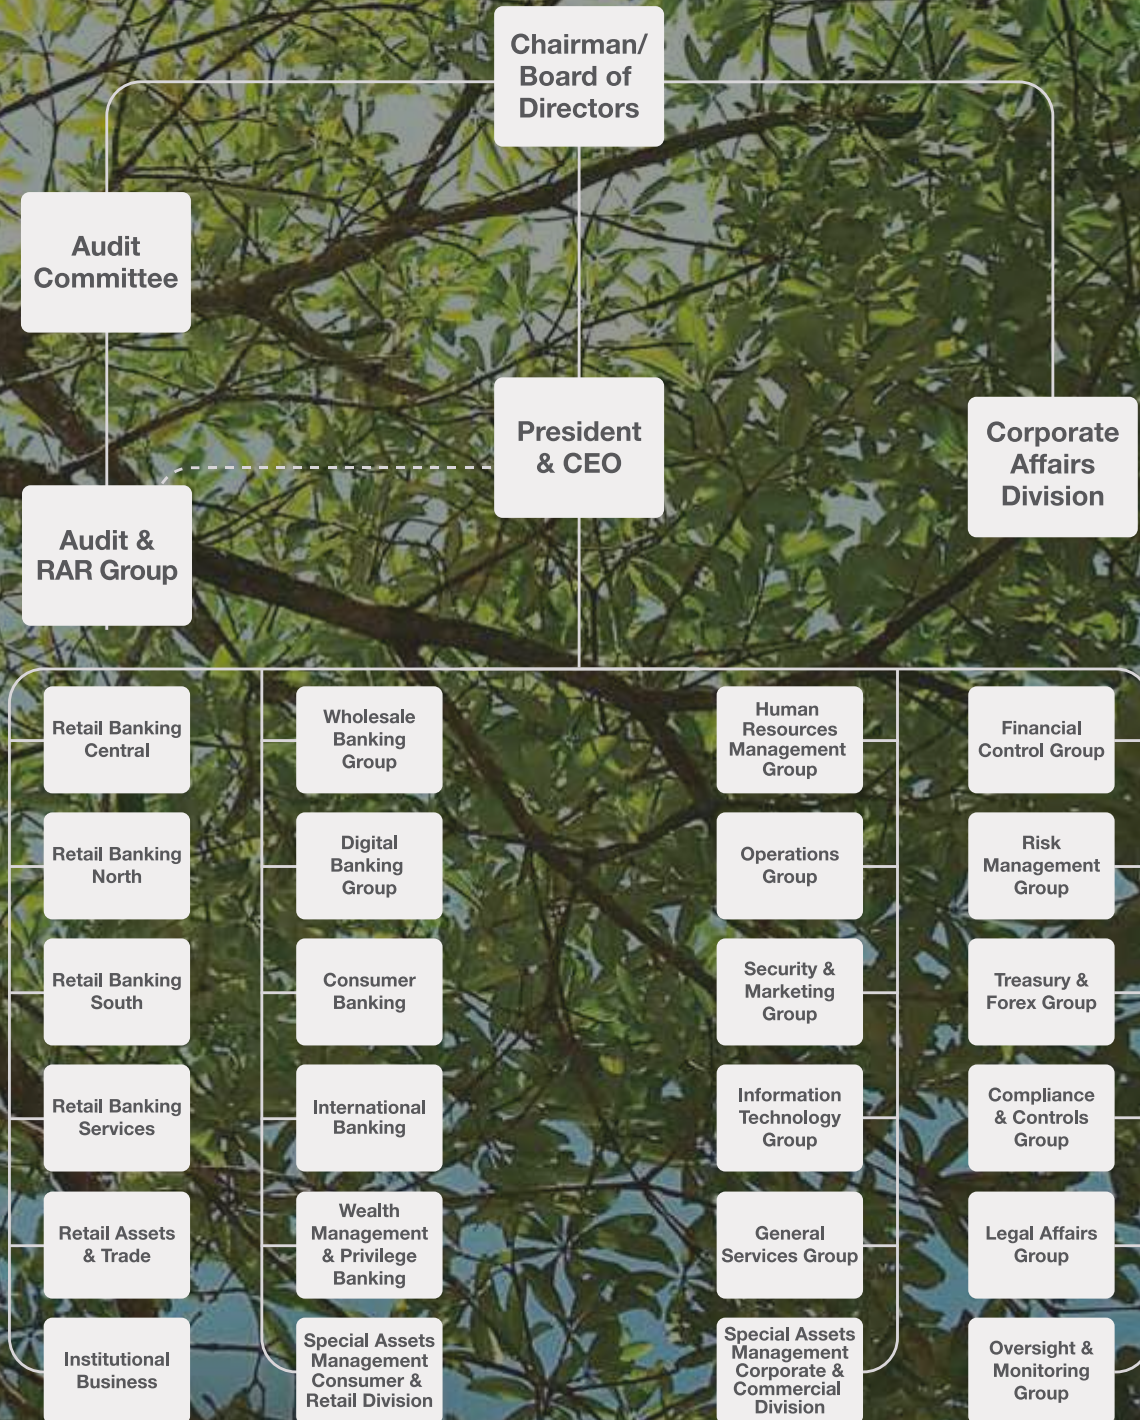 Chairman/
Board of
Directors
Audit
Committee
President
& CEO
Corporate
Affairs
Division
Audit &
RAR Group
Retail Banking
Central
Wholesale
Banking
Group
Human
Resources
Management
Group
Financial
Control Group
Retail Banking
North
Digital
Banking
Group
Operations
Group
Risk
Management
Group
Retail Banking
South
Consumer
Banking
Security &
Marketing
Group
Treasury &
Forex Group
Retail Banking
Services
International
Banking
Information
Technology
Group
Compliance
& Controls
Group
Retail Assets
& Trade
Wealth
Management
& Privilege
Banking
General
Services Group
Legal Affairs
Group
Institutional
Business
Special Assets
Management
Consumer &
Retail Division
Special Assets
Management
Corporate &
Commercial
Division
Oversight &
Monitoring
Group